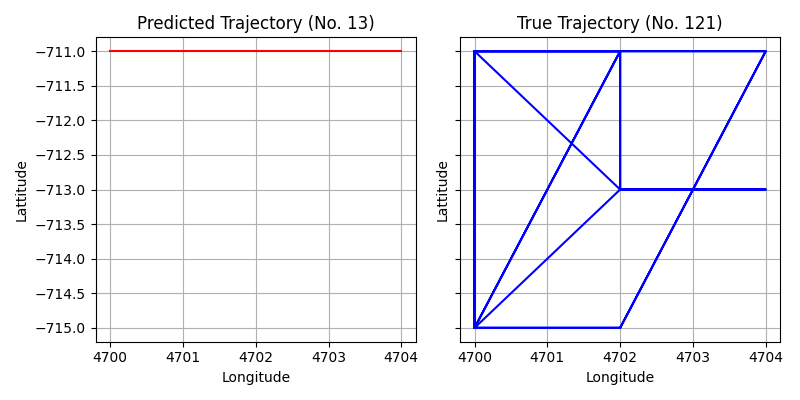 Predicted Trajectory (No. 13)
True Trajectory (No. 121)
−711.0
−711.5
−712.0
−712.5
−713.0
−713.5
−714.0
−714.5
−715.0
Lattitude
Lattitude
4700 4701 4702 4703 4704
4700 4701 4702 4703 4704
Longitude
Longitude